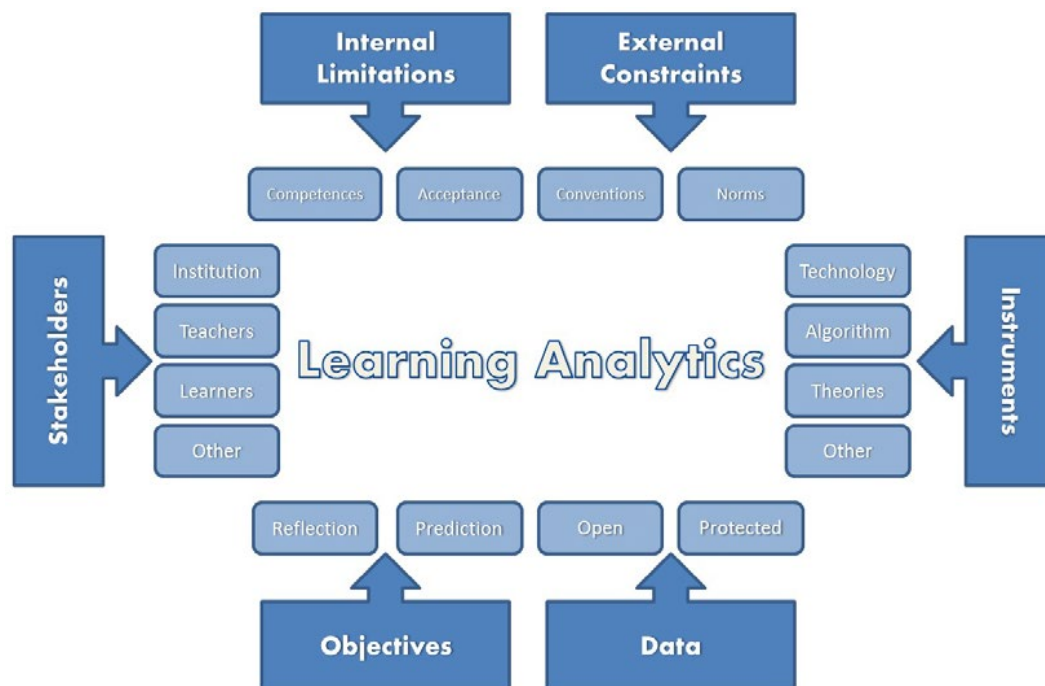 Internal
Limitations
External
Constraints
Competences
Acceptance
Conventions
Norms
Stakeholders
Institution
Teachers
Learners
Other
Learning Analytics
Technology
Algorithm
Theories
Other
Instruments
Reflection
Prediction
Open
Protected
Objectives
Data